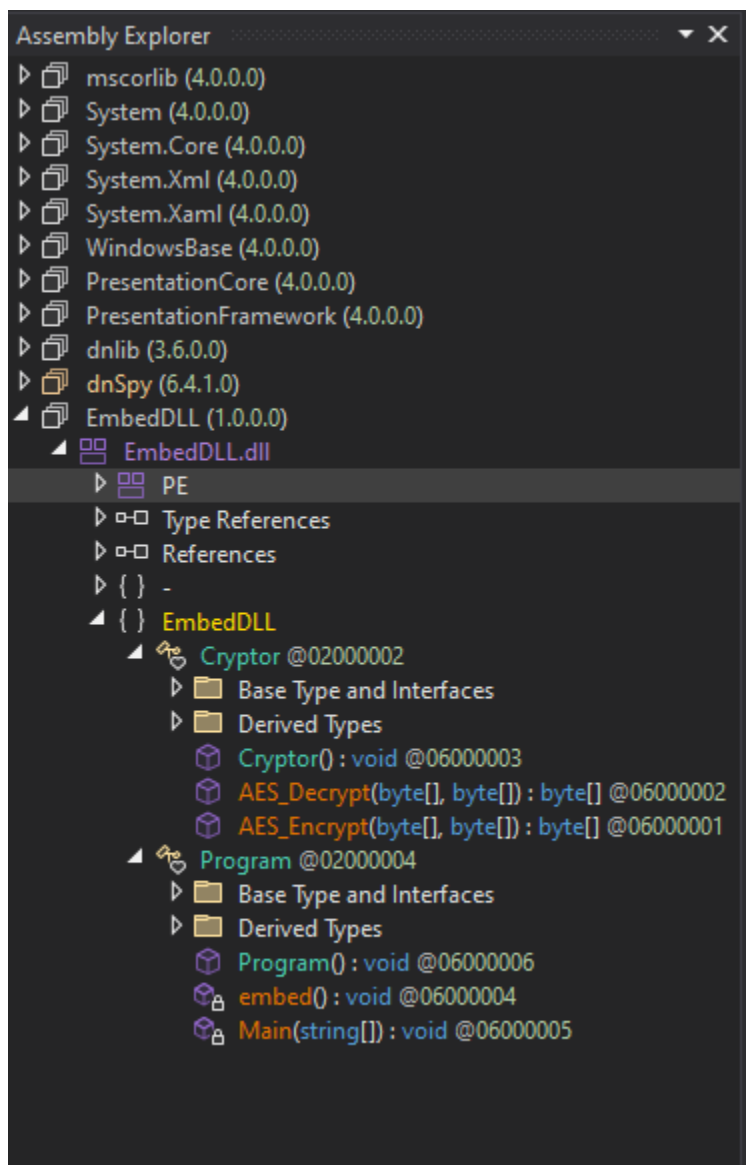 Assembly Explorer
mscorlib (4.0.0.0)
System (4.0.0.0)
System.Core (4.0.0.0)
System.Xml (4.0.0.0)
System.Xaml (4.0.0.0)
WindowsBase (4.0.0.0)
PresentationCore (4.0.0.0)
PresentationFramework (4.0.0.0)
dnlib (3.6.0.0)
dnSpy (6.4.1.0)
EmbedDLL (1.0.0.0)
EmbedDLL.dll
PE
Type References
References
{ } -
{ } EmbedDLL
Cryptor @02000002
Base Type and Interfaces
Derived Types
Cryptor() : void @06000003
AES_Decrypt(byte[], byte[]) : byte[] @06000002
AES_Encrypt(byte[], byte[]) : byte[] @06000001
Program @02000004
Base Type and Interfaces
Derived Types
Program() : void @06000006
embed() : void @06000004
Main(string[]) : void @06000005